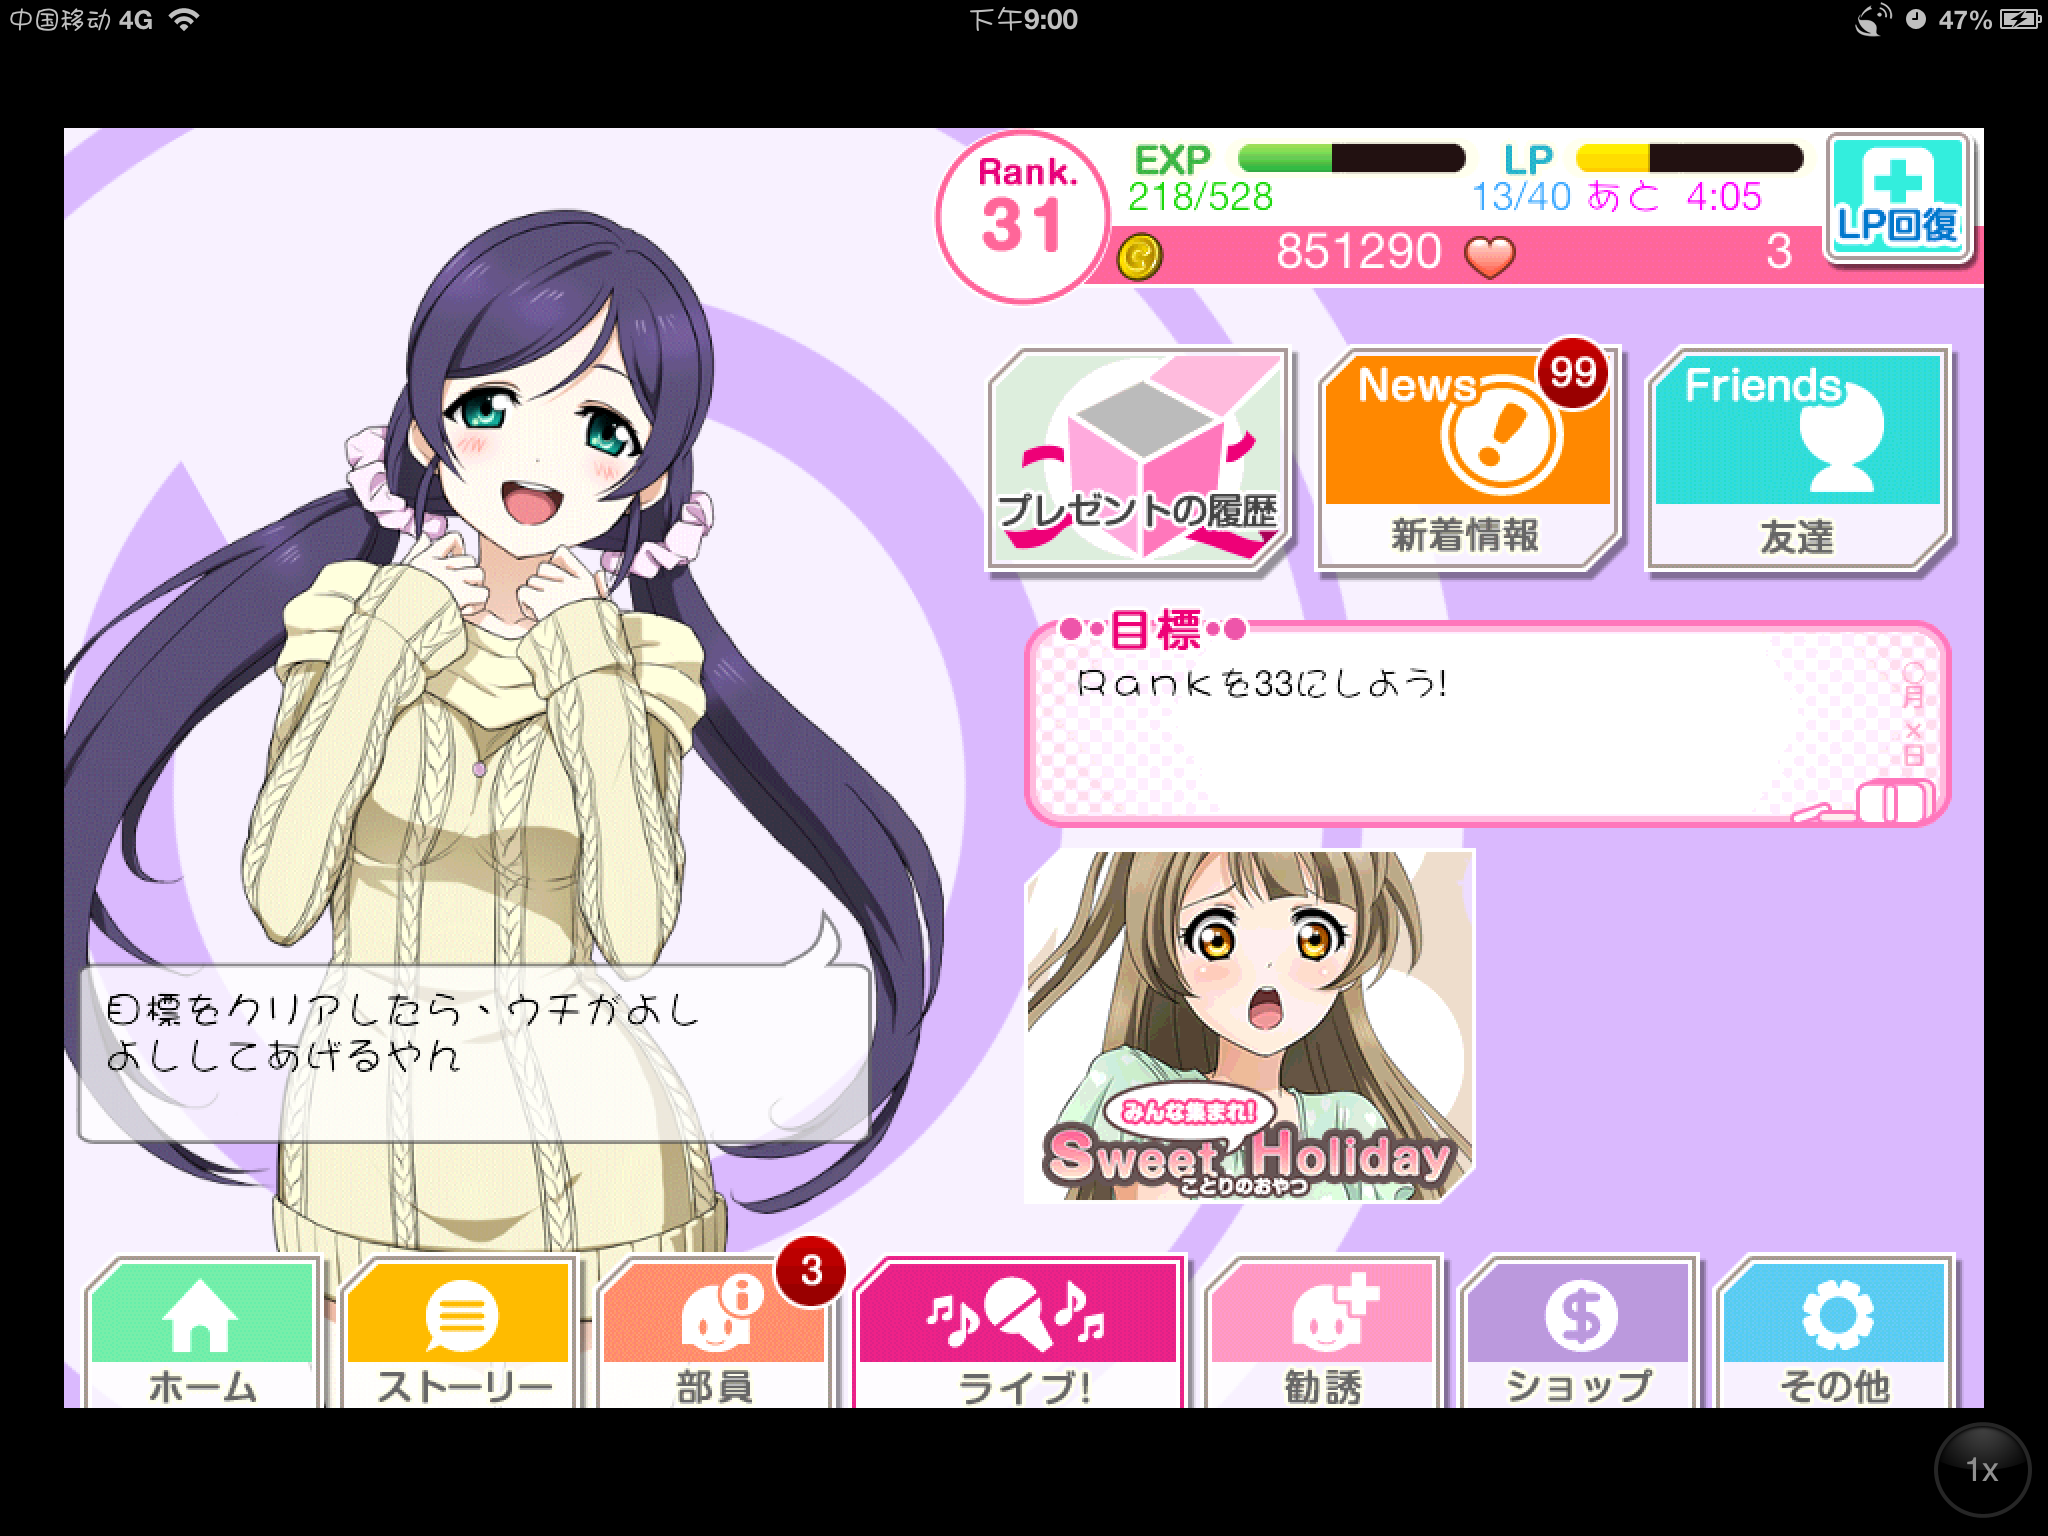 中国移动 4G
下午9:00
47%
Rank.
31
EXP
218/528
LP
13/40 あと 4:05
LP回復
851290
3
プレゼントの履歴
News
99
新着情報
Friends
友達
目標
Rankを33にしよう!
○月×日
目標をクリアしたら、ウチがよし
よししてあげるやん
みんな集まれ!
Sweet Holiday
ことりのおやつ
ホーム
ストーリー
3
部員
ライブ!
勧誘
ショップ
その他
1x